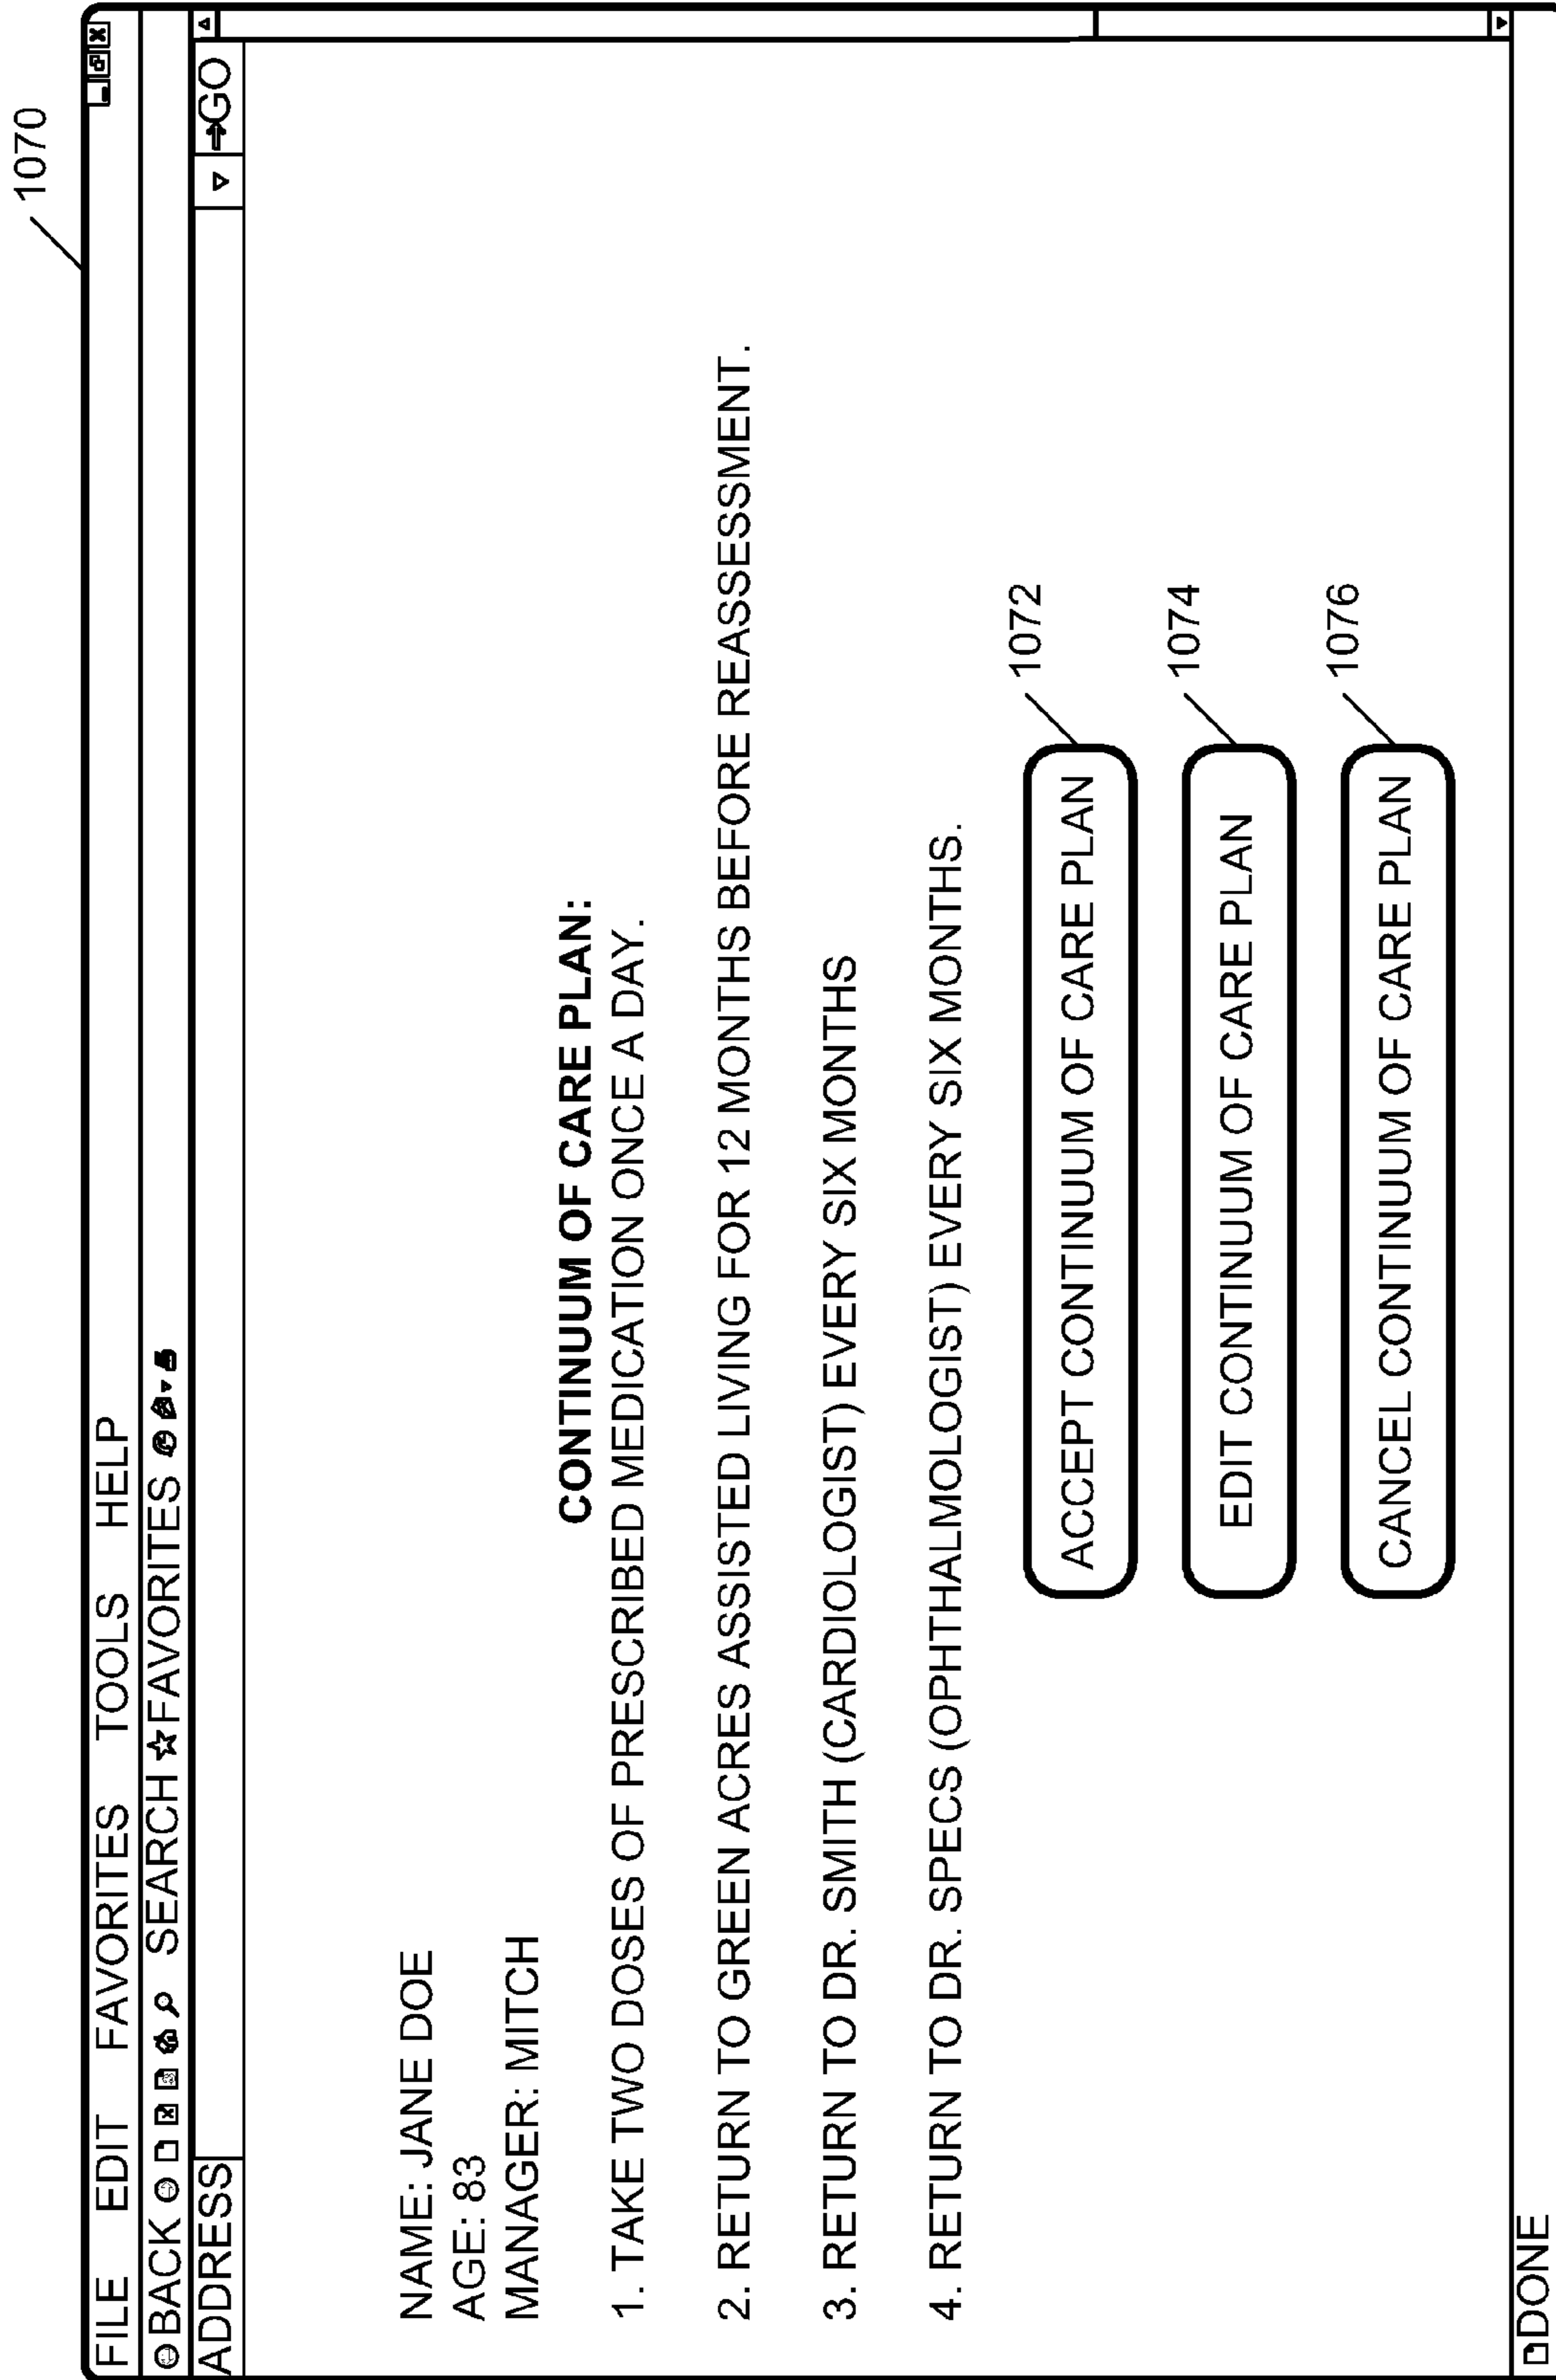 1070
FILE EDIT FAVORITES TOOLS HELP
BACK SEARCH FAVORITES
ADDRESS GO
NAME: JANE DOE
AGE: 83
MANAGER: MITCH
CONTINUUM OF CARE PLAN:
1. TAKE TWO DOSES OF PRESCRIBED MEDICATION ONCE A DAY.
2. RETURN TO GREEN ACRES ASSISTED LIVING FOR 12 MONTHS BEFORE REASSESSMENT.
3. RETURN TO DR. SMITH (CARDIOLOGIST) EVERY SIX MONTHS
4. RETURN TO DR. SPECS (OPHTHALMOLOGIST) EVERY SIX MONTHS.
1072
ACCEPT CONTINUUM OF CARE PLAN
1074
EDIT CONTINUUM OF CARE PLAN
1076
CANCEL CONTINUUM OF CARE PLAN
DONE